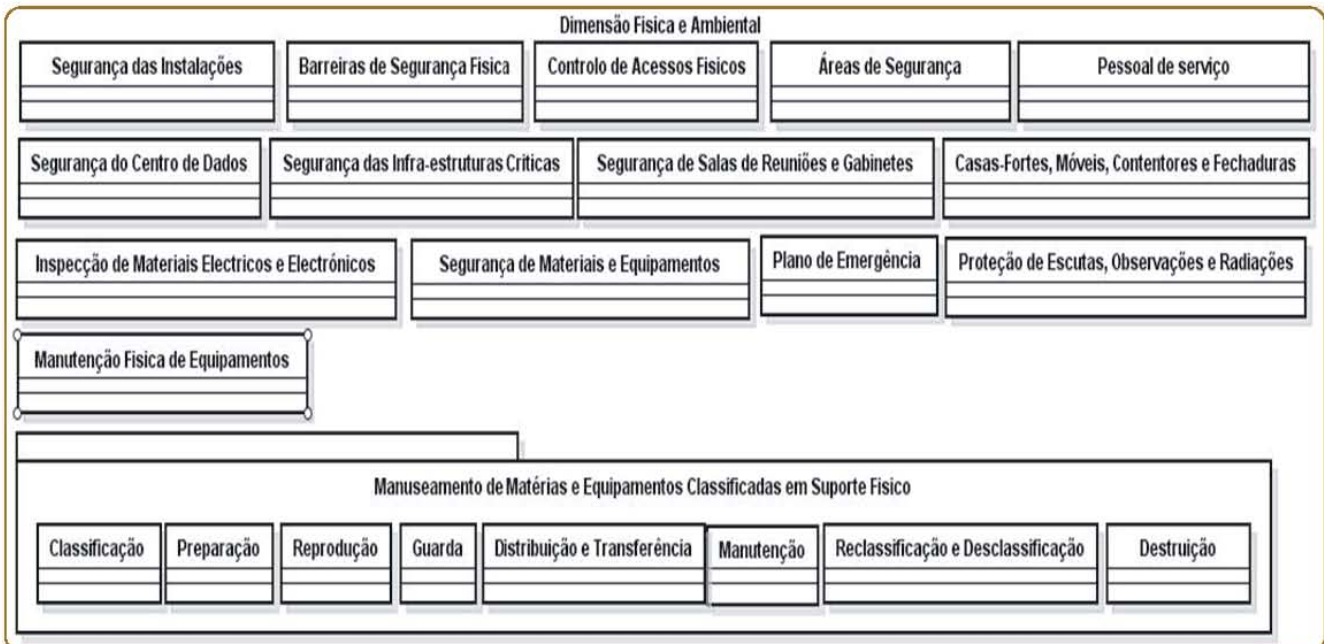 Dimensão Fisica e Ambiental
Segurança das Instalações
Barreiras de Segurança Fisica
Controlo de Acessos Fisicos
Áreas de Segurança
Pessoal de serviço
Segurança do Centro de Dados
Segurança das Infra-estruturas Criticas
Segurança de Salas de Reuniões e Gabinetes
Casas-Fortes, Móveis, Contentores e Fechaduras
Inspecção de Materiais Electricos e Electrónicos
Segurança de Materiais e Equipamentos
Plano de Emergência
Proteção de Escutas, Observações e Radiações
Manutenção Fisica de Equipamentos
Manuseamento de Matérias e Equipamentos Classificadas em Suporte Fisico
Classificação
Preparação
Reprodução
Guarda
Distribuição e Transferência
Manutenção
Reclassificação e Desclassificação
Destruição